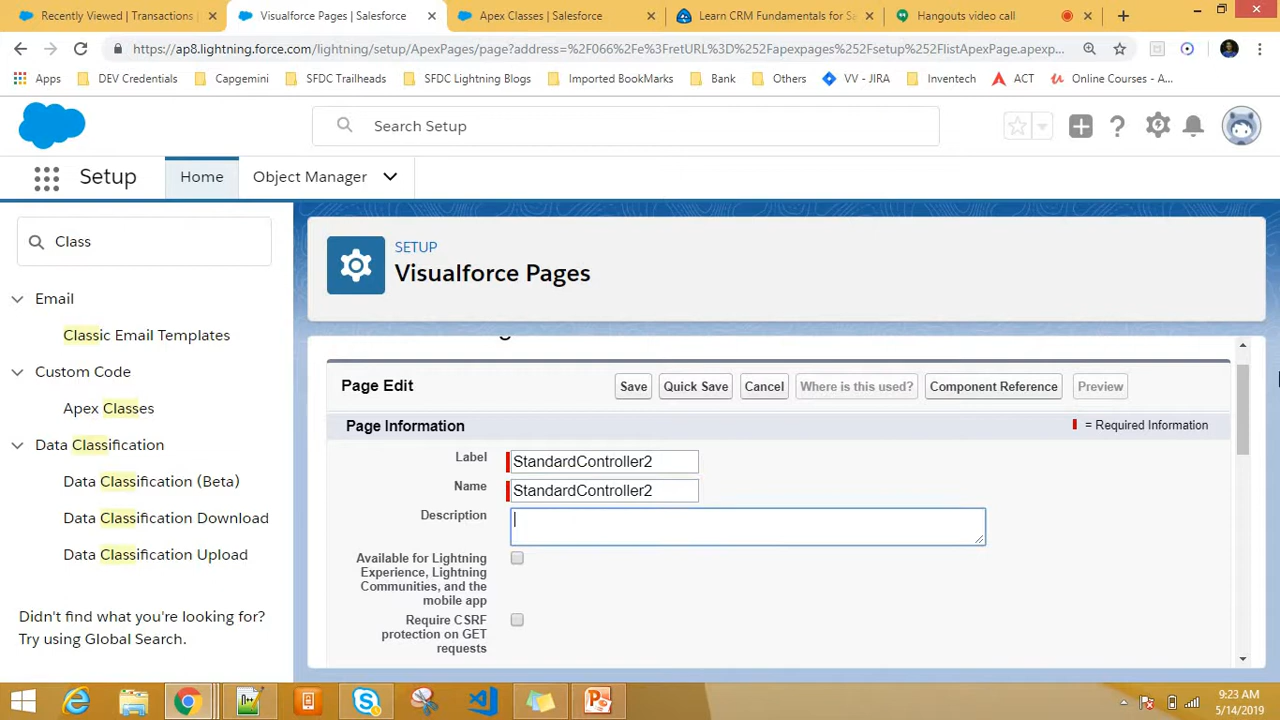 Recently Viewed | Transactions
Visualforce Pages | Salesforce
Apex Classes | Salesforce
Learn CRM Fundamentals for Sa
Hangouts video call
https://ap8.lightning.force.com/lightning/setup/ApexPages/page?address=%2F066%2Fe%3FretURL%3D%252Fapexpages%252Fsetup%252FlistApexPage.apexp...
Apps
DEV Credentials
Capgemini
SFDC Trailheads
SFDC Lightning Blogs
Imported BookMarks
Bank
Others
VV - JIRA
Inventech
ACT
Online Courses - A...
Search Setup
Setup
Home
Object Manager
Class
Email
Classic Email Templates
Custom Code
Apex Classes
Data Classification
Data Classification (Beta)
Data Classification Download
Data Classification Upload
Didn't find what you're looking for?
Try using Global Search.
SETUP
Visualforce Pages
Page Edit
Save
Quick Save
Cancel
Where is this used?
Component Reference
Preview
Page Information
= Required Information
Label
StandardController2
Name
StandardController2
Description
Available for Lightning
Experience, Lightning
Communities, and the
mobile app
Require CSRF
protection on GET
requests
9:23 AM
5/14/2019